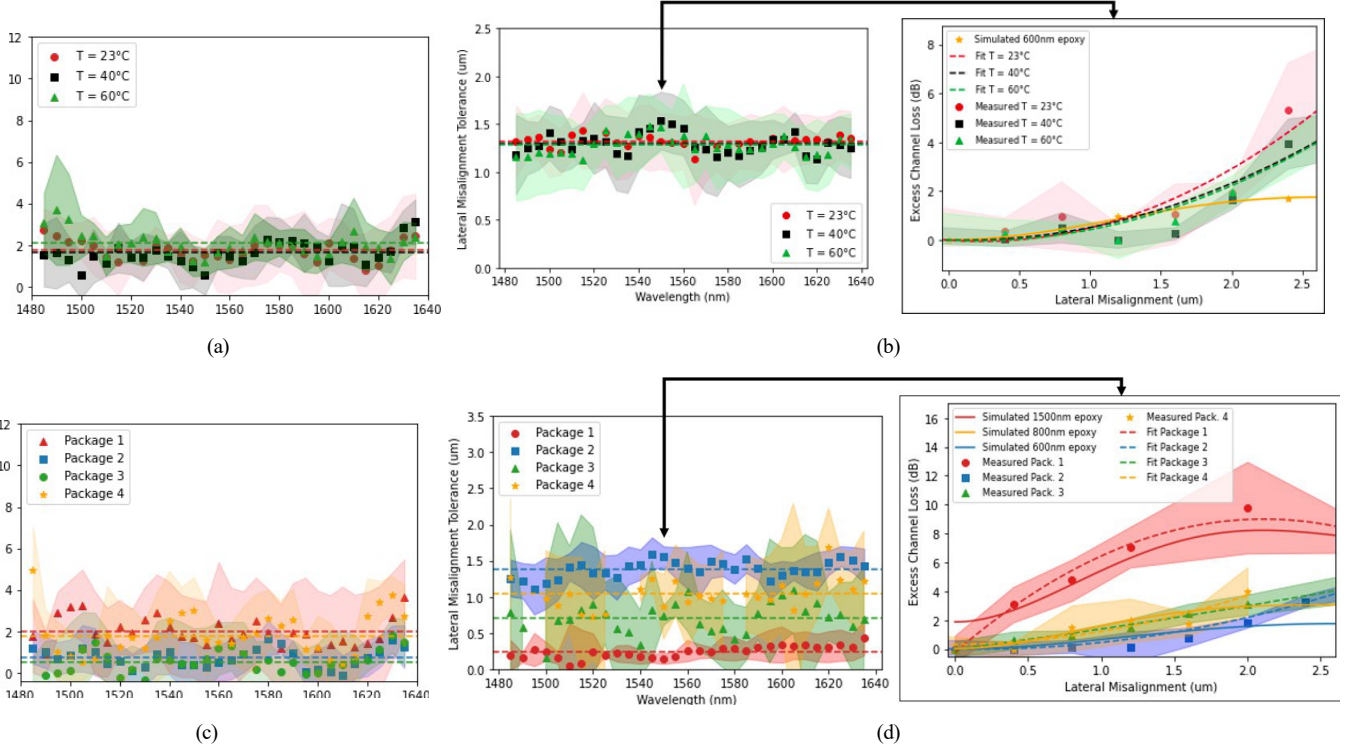 12
10
8
6
4
2
0
T = 23°C
T = 40°C
T = 60°C
1480 1500 1520 1540 1560 1580 1600 1620 1640
(a)
Lateral Misalignment Tolerance (um)
2.5
2.0
1.5
1.0
0.5
0.0
T = 23°C
T = 40°C
T = 60°C
1480 1500 1520 1540 1560 1580 1600 1620 1640
Wavelength (nm)
Excess Channel Loss (dB)
8
6
4
2
0
Simulated 600nm epoxy
Fit T = 23°C
Fit T = 40°C
Fit T = 60°C
Measured T = 23°C
Measured T = 40°C
Measured T = 60°C
0.0 0.5 1.0 1.5 2.0 2.5
Lateral Misalignment (um)
(b)
12
10
8
6
4
2
0
Package 1
Package 2
Package 3
Package 4
1480 1500 1520 1540 1560 1580 1600 1620 1640
(c)
Lateral Misalignment Tolerance (um)
3.5
3.0
2.5
2.0
1.5
1.0
0.5
0.0
Package 1
Package 2
Package 3
Package 4
1480 1500 1520 1540 1560 1580 1600 1620 1640
Wavelength (nm)
Excess Channel Loss (dB)
16
14
12
10
8
6
4
2
0
Simulated 1500nm epoxy
Simulated 800nm epoxy
Simulated 600nm epoxy
Measured Pack. 1
Measured Pack. 2
Measured Pack. 3
Measured Pack. 4
Fit Package 1
Fit Package 2
Fit Package 3
Fit Package 4
0.0 0.5 1.0 1.5 2.0 2.5
Lateral Misalignment (um)
(d)